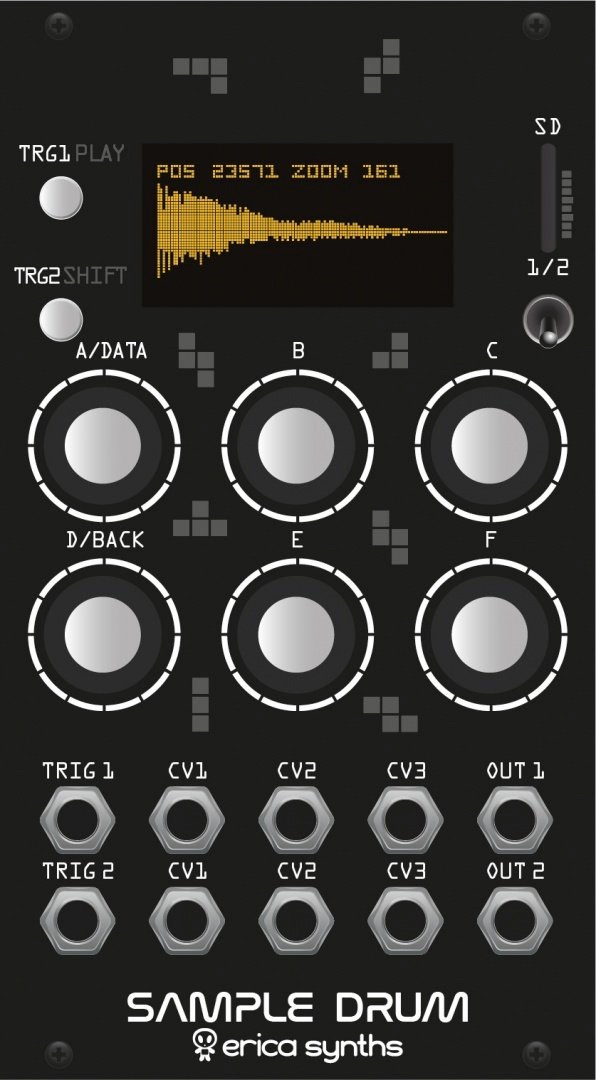 SD
TRG1 PLAY
POS 23571 ZOOM 161
TRG2 SHIFT
1/2
A/DATA B C
D/BACK E F
TRIG 1 CV1 CV2 CV3 OUT 1
TRIG 2 CV1 CV2 CV3 OUT 2
SAMPLE DRUM
erica synths